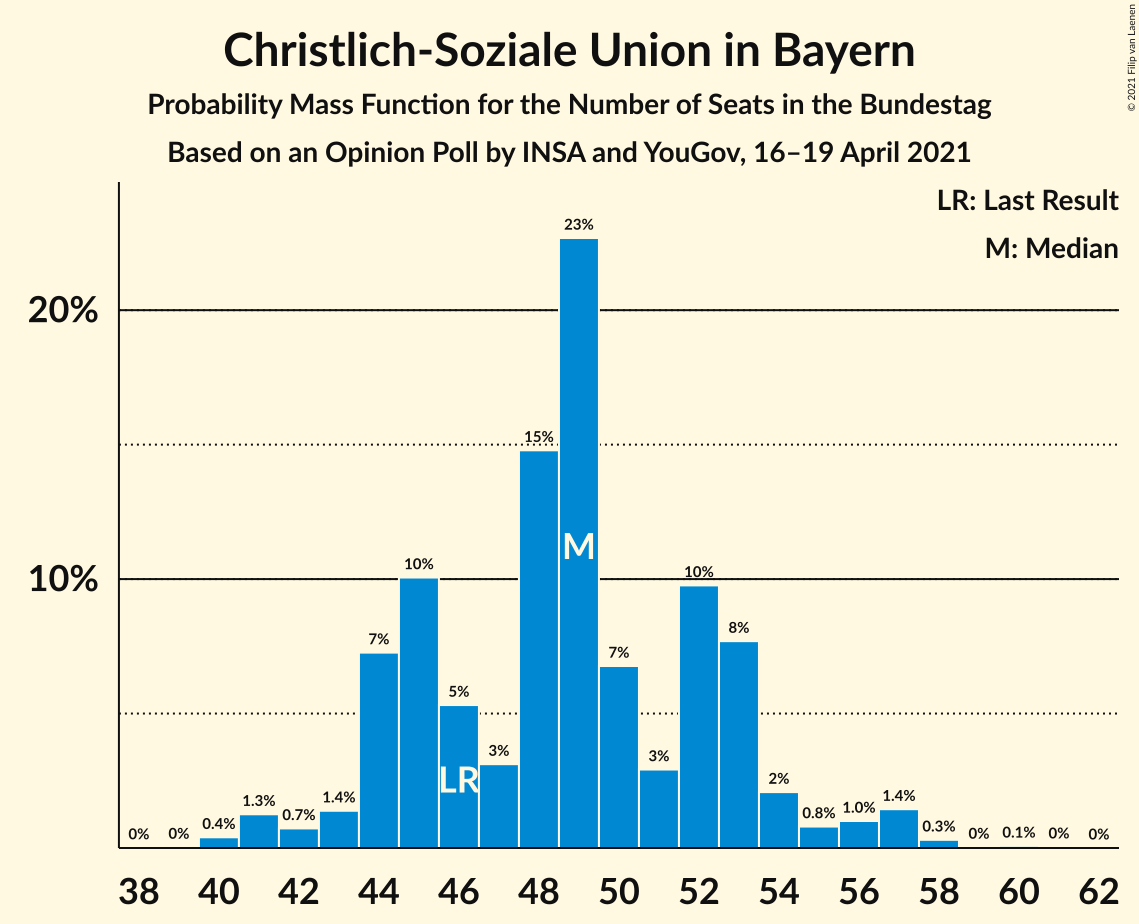 Christlich-Soziale Union in Bayern
Probability Mass Function for the Number of Seats in the Bundestag
Based on an Opinion Poll by INSA and YouGov, 16–19 April 2021
© 2021 Filip van Laenen
LR: Last Result
M: Median
20%
10%
0% 0% 0.4% 1.3% 0.7% 1.4% 7% 10% 5% 3% 15% 23% 7% 3% 10% 8% 2% 0.8% 1.0% 1.4% 0.3% 0% 0.1% 0% 0%
M
LR
38 40 42 44 46 48 50 52 54 56 58 60 62